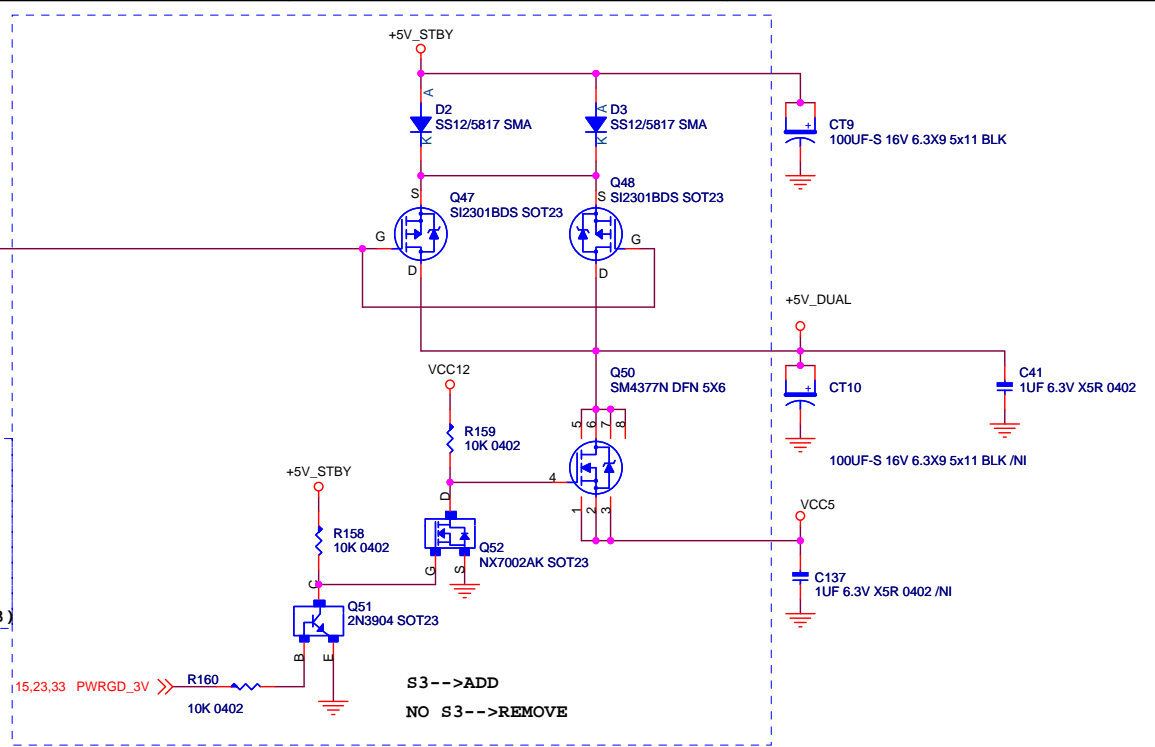 +5V_STBY
A
D2
SS12/5817 SMA
K
A
D3
SS12/5817 SMA
K
CT9
100UF-S 16V 6.3X9 5x11 BLK
S
Q47
SI2301BDS SOT23
G
D
Q48
S
SI2301BDS SOT23
G
D
+5V_DUAL
VCC12
Q50
SM4377N DFN 5X6
CT10
C41
1UF 6.3V X5R 0402
5
6
7
8
R159
10K 0402
100UF-S 16V 6.3X9 5x11 BLK /NI
+5V_STBY
4
D
1
2
3
VCC5
R158
10K 0402
Q52
NX7002AK SOT23
G
S
C137
1UF 6.3V X5R 0402 /NI
C
Q51
2N3904 SOT23
3)
B
E
15,23,33 PWRGD_3V
R160
10K 0402
S3-->ADD
NO S3-->REMOVE